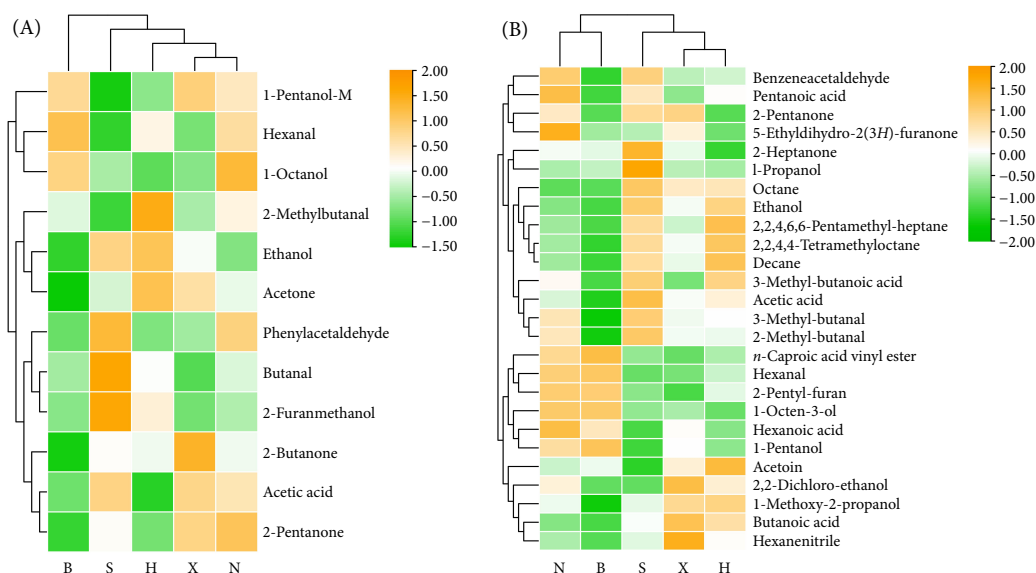 (A)
2.00
1.50
1.00
0.50
0.00
−0.50
−1.00
−1.50
1-Pentanol-M
Hexanal
1-Octanol
2-Methylbutanal
Ethanol
Acetone
Phenylacetaldehyde
Butanal
2-Furanmethanol
2-Butanone
Acetic acid
2-Pentanone
B S H X N
(B)
2.00
1.50
1.00
0.50
0.00
−0.50
−1.00
−1.50
−2.00
Benzeneacetaldehyde
Pentanoic acid
2-Pentanone
5-Ethyldihydro-2(3H)-furanone
2-Heptanone
l-Propanol
Octane
Ethanol
2,2,4,6,6-Pentamethyl-heptane
2,2,4,4-Tetramethyloctane
Decane
3-Methyl-butanoic acid
Acetic acid
3-Methyl-butanal
2-Methyl-butanal
n-Caproic acid vinyl ester
Hexanal
2-Pentyl-furan
1-Octen-3-ol
Hexanoic acid
1-Pentanol
Acetoin
2,2-Dichloro-ethanol
1-Methoxy-2-propanol
Butanoic acid
Hexanenitrile
N B S X H